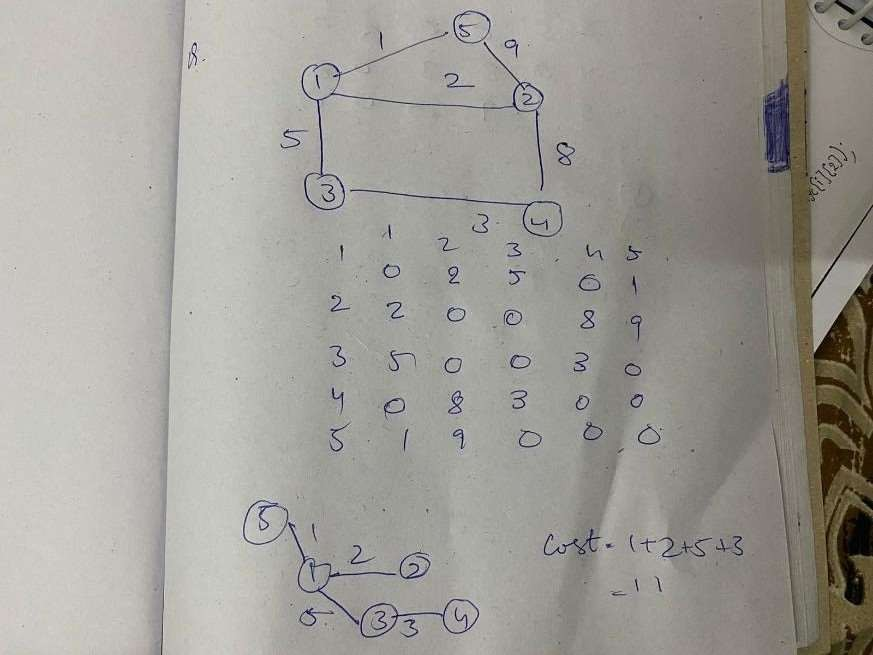 R.
1 5 9
1 2 2
5 8
3
3 4
1 2 3 4 5
1 0 2 5 0 1
2 2 0 0 8 9
3 5 0 0 3 0
4 0 8 3 0 0
5 1 9 0 0 0
5
1
1 2 2
5 3 3 4
Cost = 1+2+5+3
= 11